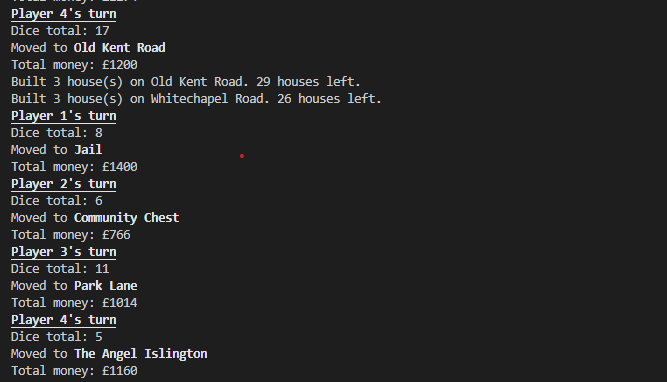 Player 4's turn
Dice total: 17
Moved to Old Kent Road
Total money: £1200
Built 3 house(s) on Old Kent Road. 29 houses left.
Built 3 house(s) on Whitechapel Road. 26 houses left.
Player 1's turn
Dice total: 8
Moved to Jail
Total money: £1400
Player 2's turn
Dice total: 6
Moved to Community Chest
Total money: £766
Player 3's turn
Dice total: 11
Moved to Park Lane
Total money: £1014
Player 4's turn
Dice total: 5
Moved to The Angel Islington
Total money: £1160